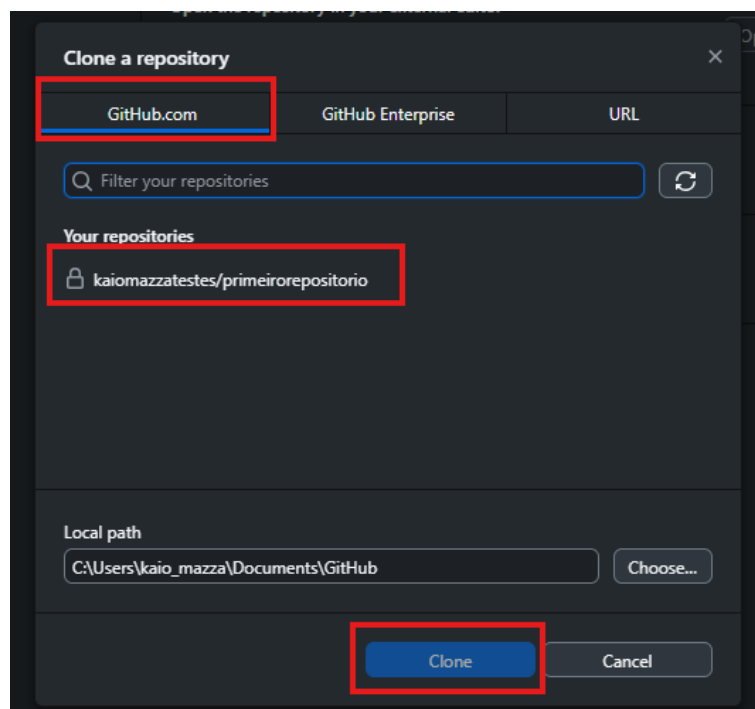 Clone a repository
GitHub.com
GitHub Enterprise
URL
Filter your repositories
Your repositories
kaiomazzatestes/primeirorepositorio
Local path
C:\Users\kaio_mazza\Documents\GitHub
Choose...
Clone
Cancel